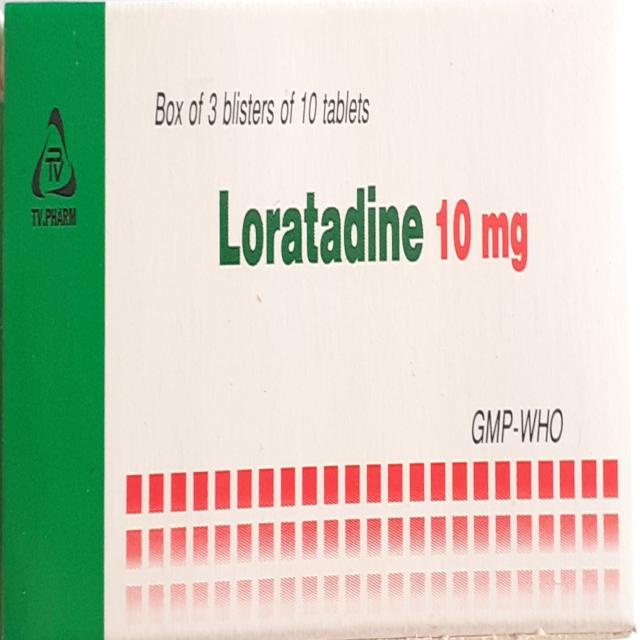 Box of 3 blisters of 10 tablets
TV
TV.PHARM
Loratadine 10 mg
GMP-WHO